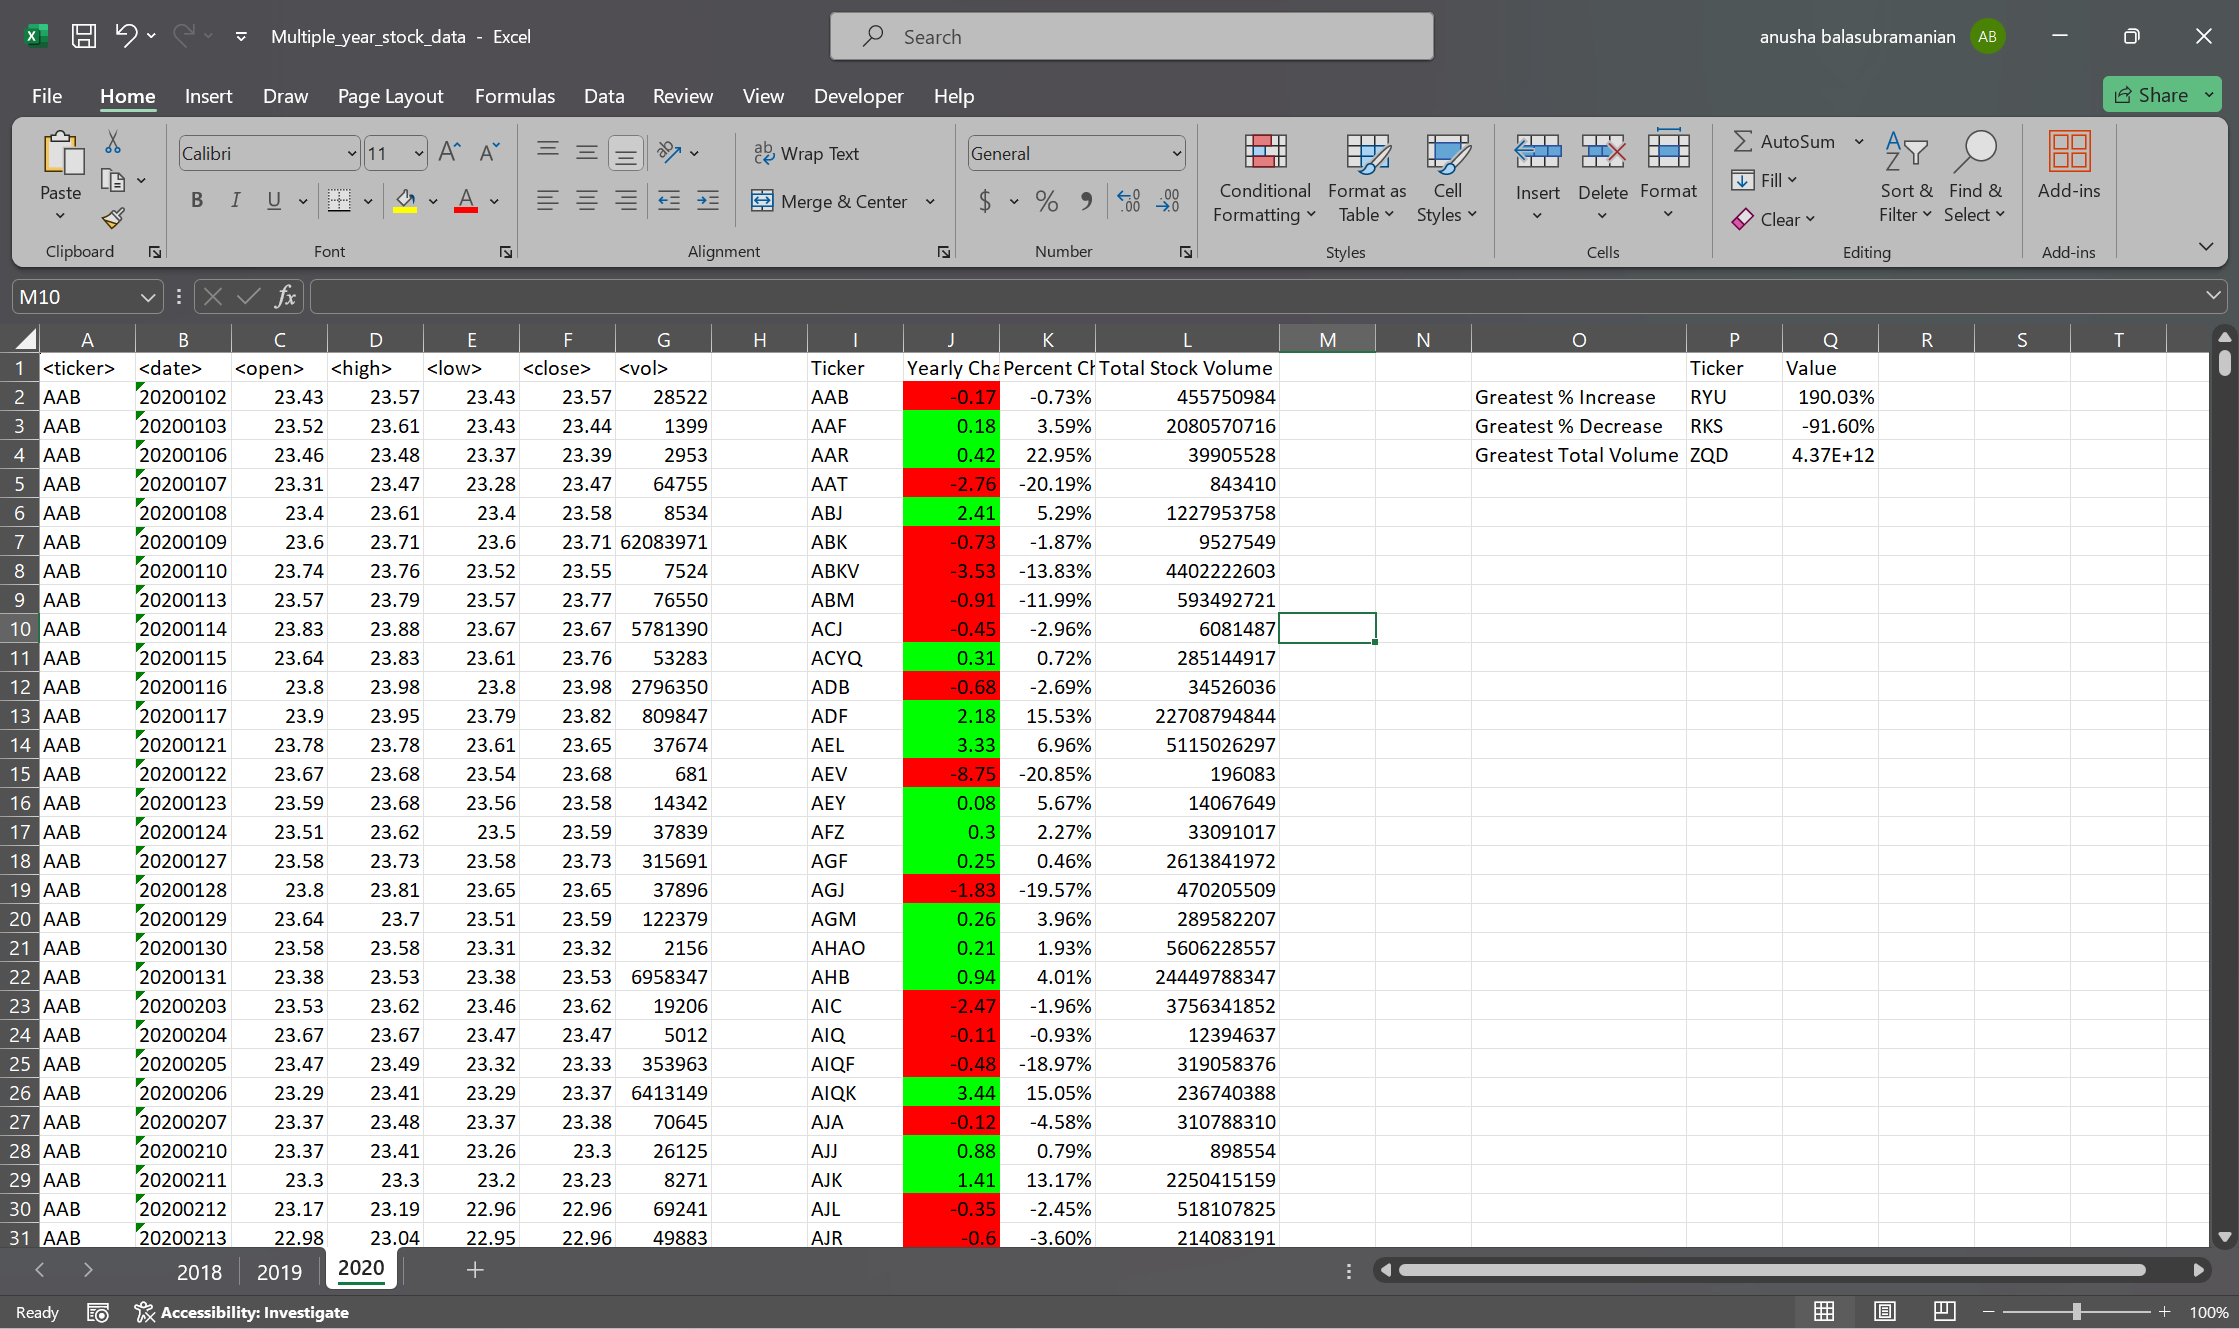 Multiple_year_stock_data - Excel
Search
anusha balasubramanian AB
File Home Insert Draw Page Layout Formulas Data Review View Developer Help Share
Paste Calibri 11 Wrap Text General Conditional Formatting Format as Table Cell Styles Insert Delete Format AutoSum Fill Clear Sort & Filter Find & Select Add-ins
B I U A Merge & Center $ %
Clipboard Font Alignment Number Styles Cells Editing Add-ins
M10 fx
A B C D E F G H I J K L M N O P Q R S T
1 <ticker> <date> <open> <high> <low> <close> <vol> Ticker Yearly Cha Percent Ch Total Stock Volume Ticker Value
2 AAB 20200102 23.43 23.57 23.43 23.57 28522 AAB -0.17 -0.73% 455750984 Greatest % Increase RYU 190.03%
3 AAB 20200103 23.52 23.61 23.43 23.44 1399 AAF 0.18 3.59% 2080570716 Greatest % Decrease RKS -91.60%
4 AAB 20200106 23.46 23.48 23.37 23.39 2953 AAR 0.42 22.95% 39905528 Greatest Total Volume ZQD 4.37E+12
5 AAB 20200107 23.31 23.47 23.28 23.47 64755 AAT -2.76 -20.19% 843410
6 AAB 20200108 23.4 23.61 23.4 23.58 8534 ABJ 2.41 5.29% 1227953758
7 AAB 20200109 23.6 23.71 23.6 23.71 62083971 ABK -0.73 -1.87% 9527549
8 AAB 20200110 23.74 23.76 23.52 23.55 7524 ABKV -3.53 -13.83% 4402222603
9 AAB 20200113 23.57 23.79 23.57 23.77 76550 ABM -0.91 -11.99% 593492721
10 AAB 20200114 23.83 23.88 23.67 23.67 5781390 ACJ -0.45 -2.96% 6081487
11 AAB 20200115 23.64 23.83 23.61 23.76 53283 ACYQ 0.31 0.72% 285144917
12 AAB 20200116 23.8 23.98 23.8 23.98 2796350 ADB -0.68 -2.69% 34526036
13 AAB 20200117 23.9 23.95 23.79 23.82 809847 ADF 2.18 15.53% 22708794844
14 AAB 20200121 23.78 23.78 23.61 23.65 37674 AEL 3.33 6.96% 5115026297
15 AAB 20200122 23.67 23.68 23.54 23.68 681 AEV -8.75 -20.85% 196083
16 AAB 20200123 23.59 23.68 23.56 23.58 14342 AEY 0.08 5.67% 14067649
17 AAB 20200124 23.51 23.62 23.5 23.59 37839 AFZ 0.3 2.27% 33091017
18 AAB 20200127 23.58 23.73 23.58 23.73 315691 AGF 0.25 0.46% 2613841972
19 AAB 20200128 23.8 23.81 23.65 23.65 37896 AGJ -1.83 -19.57% 470205509
20 AAB 20200129 23.64 23.7 23.51 23.59 122379 AGM 0.26 3.96% 289582207
21 AAB 20200130 23.58 23.58 23.31 23.32 2156 AHAO 0.21 1.93% 5606228557
22 AAB 20200131 23.38 23.53 23.38 23.53 6958347 AHB 0.94 4.01% 24449788347
23 AAB 20200203 23.53 23.62 23.46 23.62 19206 AIC -2.47 -1.96% 3756341852
24 AAB 20200204 23.67 23.67 23.47 23.47 5012 AIQ -0.11 -0.93% 12394637
25 AAB 20200205 23.47 23.49 23.32 23.33 353963 AIQF -0.48 -18.97% 319058376
26 AAB 20200206 23.29 23.41 23.29 23.37 6413149 AIQK 3.44 15.05% 236740388
27 AAB 20200207 23.37 23.48 23.37 23.38 70645 AJA -0.12 -4.58% 310788310
28 AAB 20200210 23.37 23.41 23.26 23.3 26125 AJJ 0.88 0.79% 898554
29 AAB 20200211 23.3 23.3 23.2 23.23 8271 AJK 1.41 13.17% 2250415159
30 AAB 20200212 23.17 23.19 22.96 22.96 69241 AJL -0.35 -2.45% 518107825
31 AAB 20200213 22.98 23.04 22.95 22.96 49883 AJR -0.6 -3.60% 214083191
2018 2019 2020
Ready Accessibility: Investigate 100%